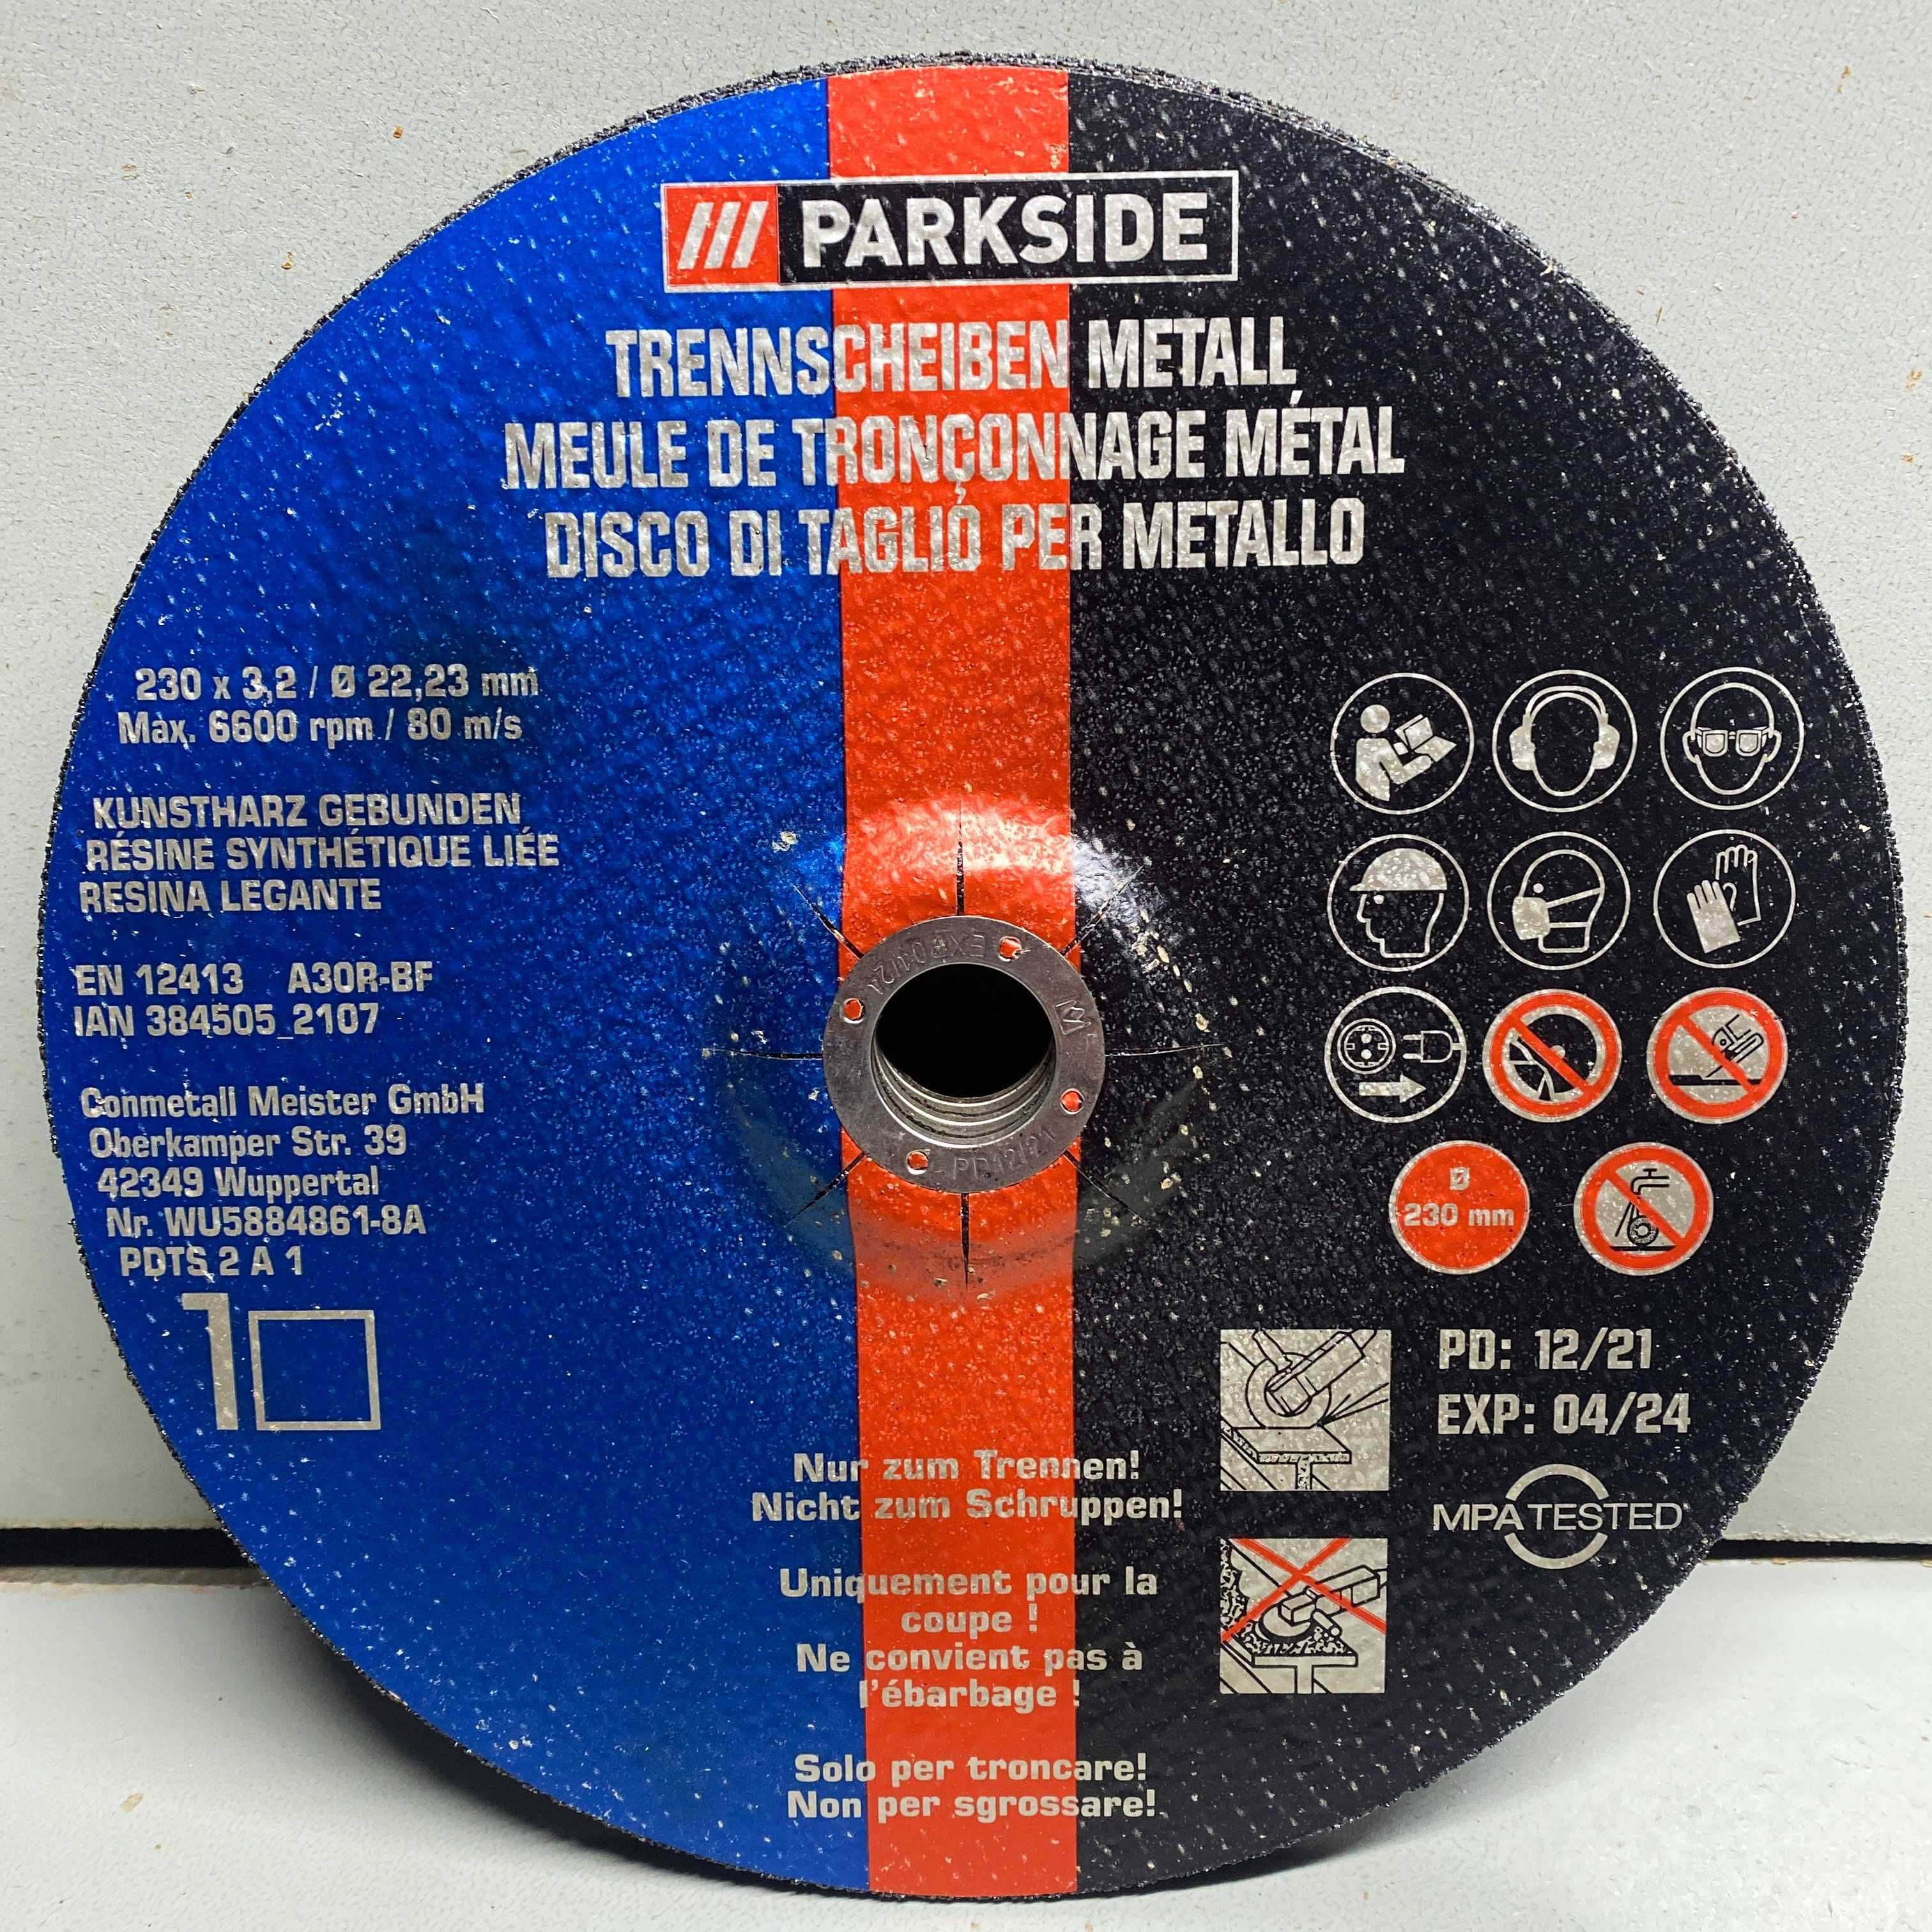 PARKSIDE
TRENNSCHEIBEN METALL
MEULE DE TRONÇONNAGE MÉTAL
DISCO DI TAGLIO PER METALLO
230 x 3,2 / Ø 22,23 mm
Max. 6600 rpm / 80 m/s
KUNSTHARZ GEBUNDEN
RÉSINE SYNTHÉTIQUE LIÉE
RESINA LEGANTE
EN 12413 A30R-BF
IAN 384505_2107
Conmetall Meister GmbH
Oberkamper Str. 39
42349 Wuppertal
Nr. WU5884861-8A
PDTS 2 A 1
1
EXP04/24
M
PD12/21
Ø
230 mm
PD: 12/21
EXP: 04/24
MPA TESTED
Nur zum Trennen!
Nicht zum Schruppen!
Uniquement pour la
coupe !
Ne convient pas à
l'ébarbage !
Solo per troncare!
Non per sgrossare!